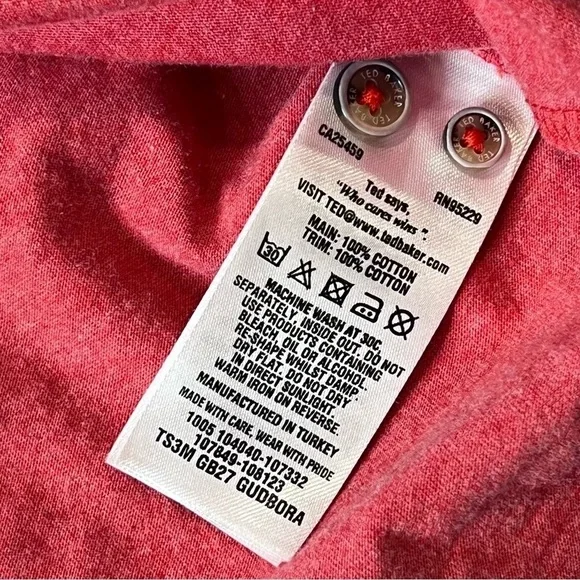 TED BAKER
TED BAKER
CA25459
RN95229
Ted says,
"Who cares wins".
VISIT TED@www.tedbaker.com
MAIN: 100% COTTON
TRIM: 100% COTTON
30
MACHINE WASH AT 30C
SEPARATELY, INSIDE OUT. DO NOT
USE PRODUCTS CONTAINING
BLEACH, OIL OR ALCOHOL
RE-SHAPE WHILST DAMP.
DRY FLAT. DO NOT DRY
IN DIRECT SUNLIGHT.
WARM IRON ON REVERSE.
MANUFACTURED IN TURKEY
MADE WITH CARE, WEAR WITH PRIDE
1005 104040-107332
107849-108123
TS3M GB27 GUDBORA